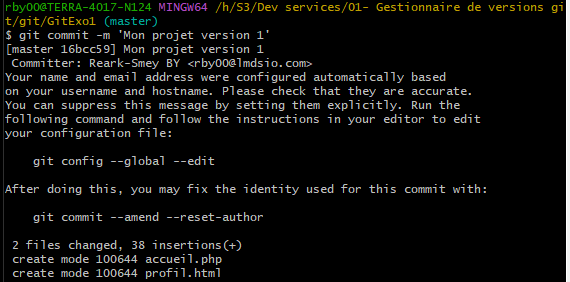 rby00@TERRA-4017-N124 MINGW64 /h/S3/Dev services/01- Gestionnaire de versions gi
t/git/GitExo1 (master)
$ git commit -m 'Mon projet version 1'
[master 16bcc59] Mon projet version 1
 Committer: Reark-Smey BY <rby00@lmdsio.com>
Your name and email address were configured automatically based
on your username and hostname. Please check that they are accurate.
You can suppress this message by setting them explicitly. Run the
following command and follow the instructions in your editor to edit
your configuration file:
    git config --global --edit
After doing this, you may fix the identity used for this commit with:
    git commit --amend --reset-author
 2 files changed, 38 insertions(+)
 create mode 100644 accueil.php
 create mode 100644 profil.html